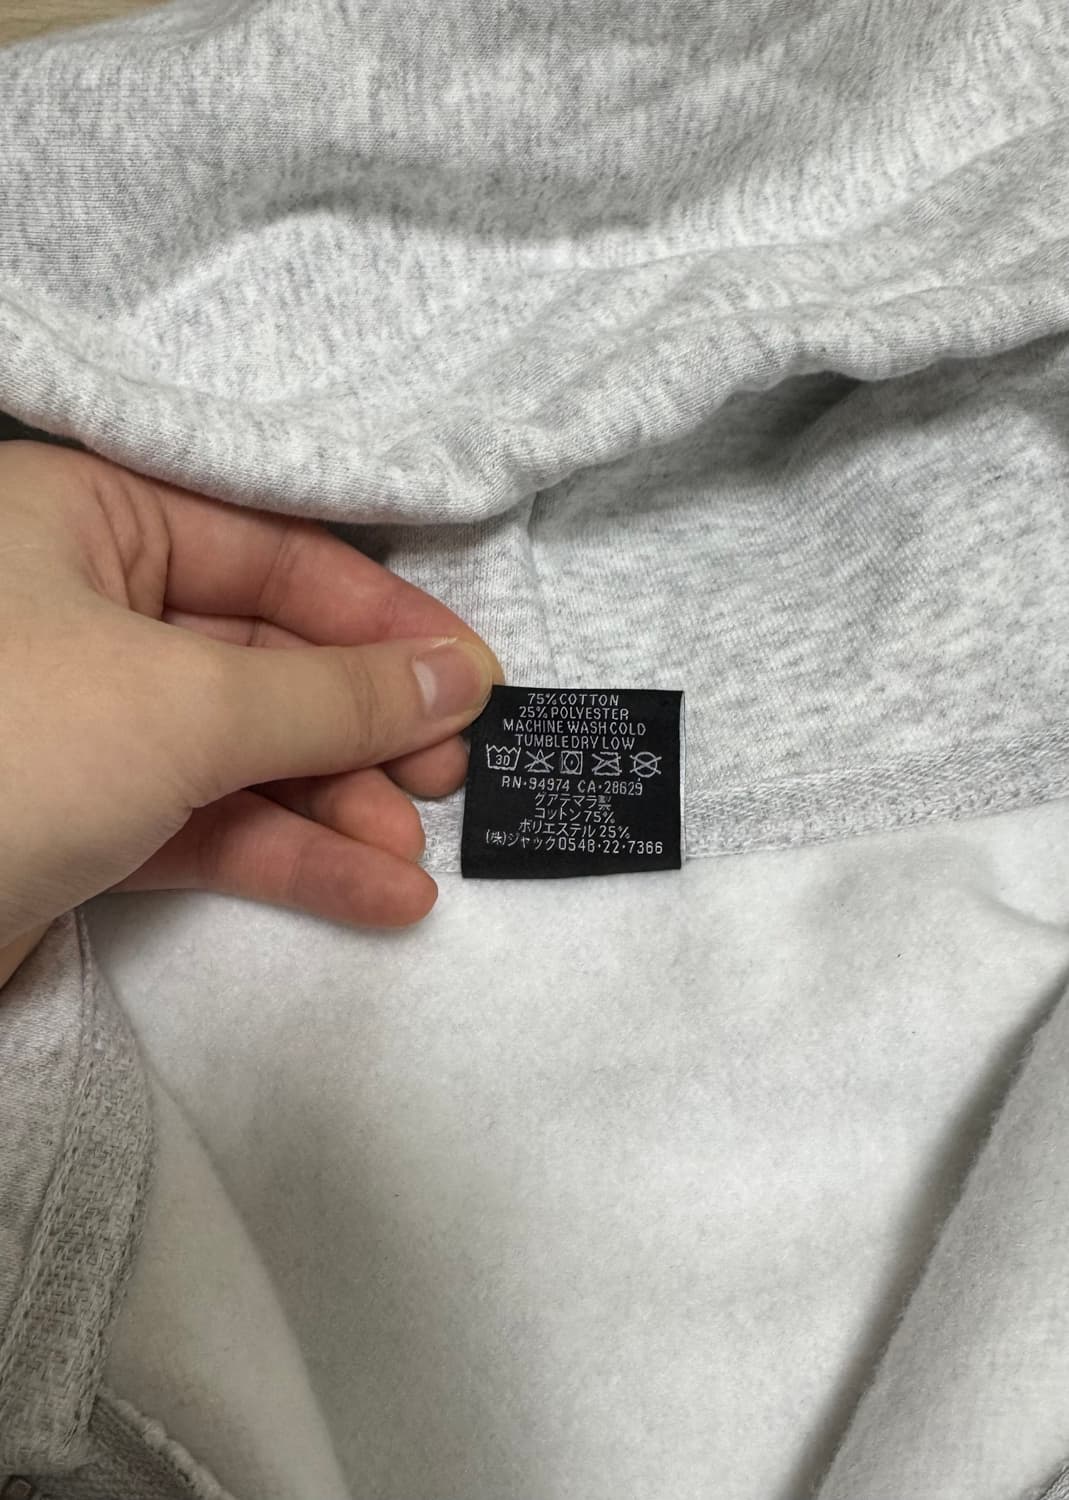 75% COTTON
25% POLYESTER
MACHINE WASH COLD
TUMBLE DRY LOW
30
RN·94974 CA·28629
グアテマラ製
コットン75%
ポリエステル25%
(株)ジャック0548·22·7366